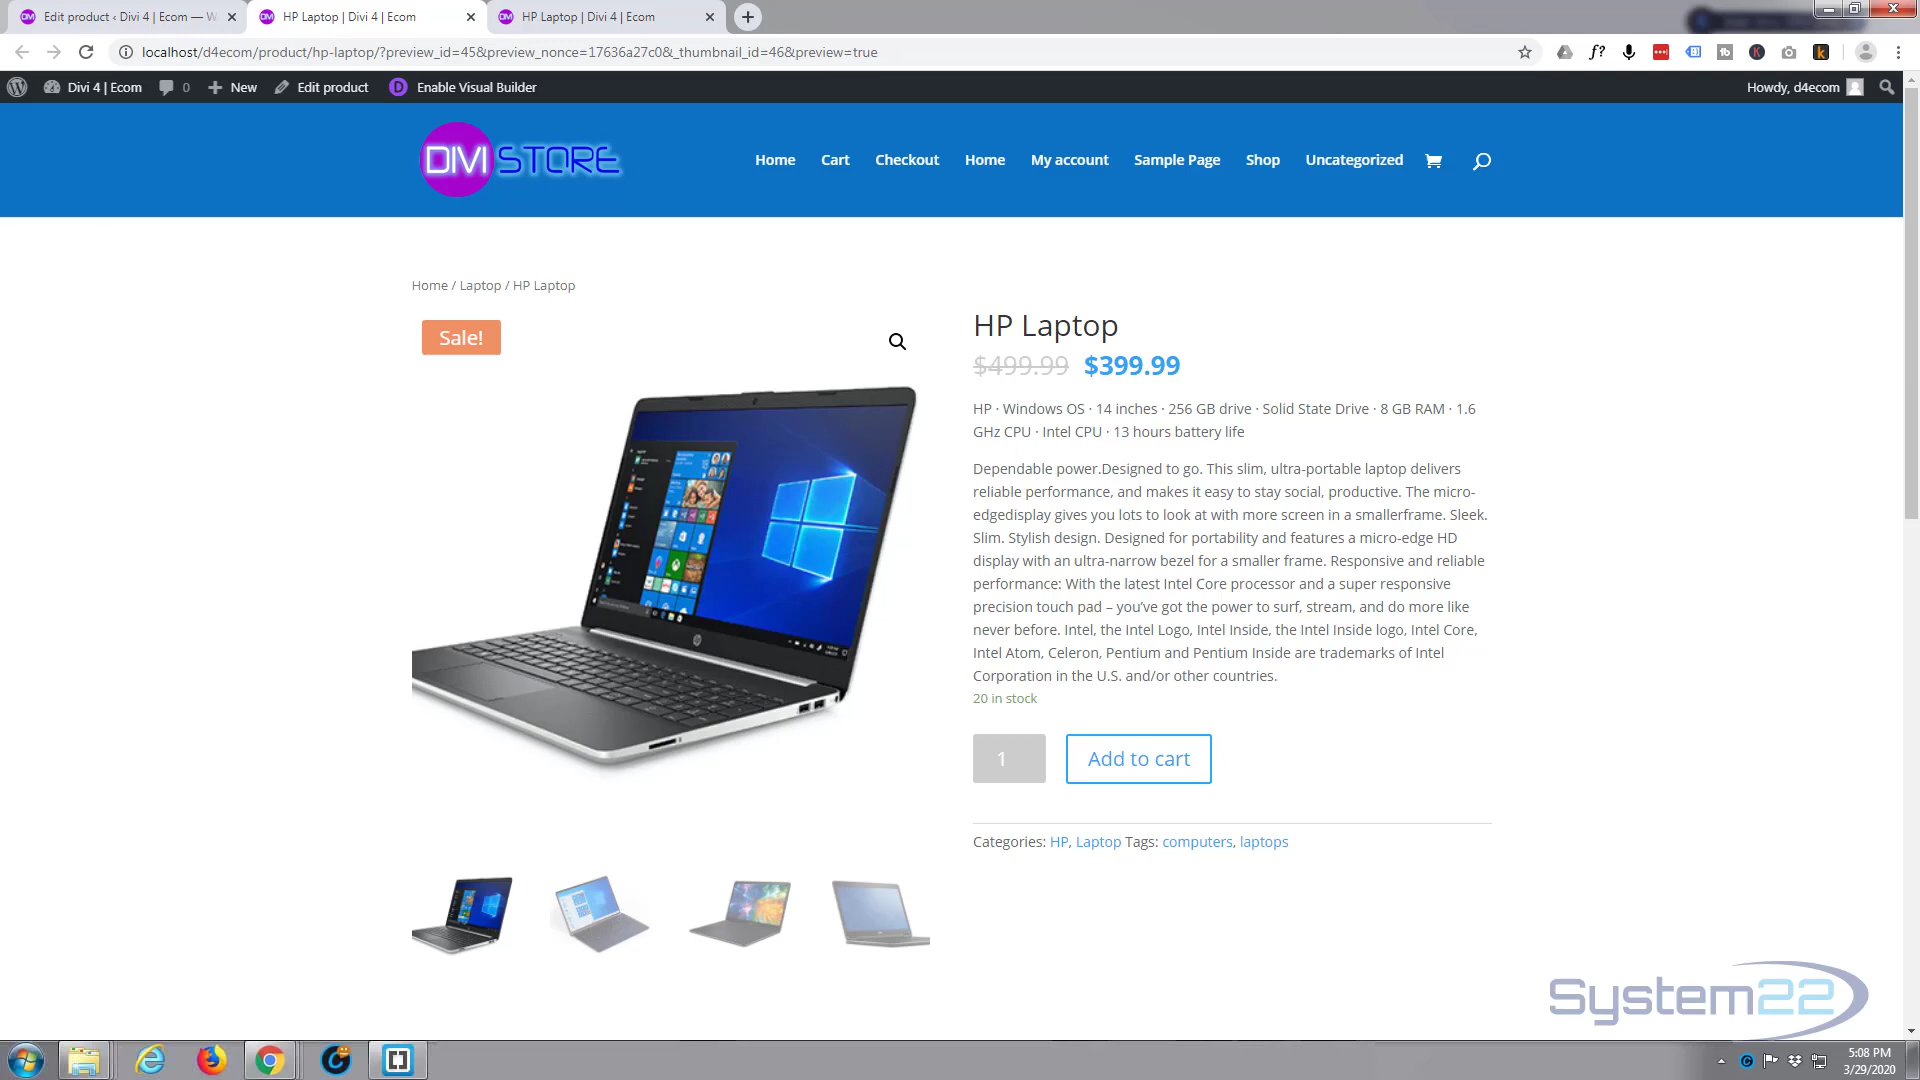 Edit product ‹ Divi 4 | Ecom — W
HP Laptop | Divi 4 | Ecom
HP Laptop | Divi 4 | Ecom
localhost/d4ecom/product/hp-laptop/?preview_id=45&preview_nonce=17636a27c0&_thumbnail_id=46&preview=true
Divi 4 | Ecom 0 New Edit product Enable Visual Builder Howdy, d4ecom
DIVI STORE
Home Cart Checkout Home My account Sample Page Shop Uncategorized
Home / Laptop / HP Laptop
Sale!
HP Laptop
$499.99 $399.99
HP · Windows OS · 14 inches · 256 GB drive · Solid State Drive · 8 GB RAM · 1.6
GHz CPU · Intel CPU · 13 hours battery life
Dependable power.Designed to go. This slim, ultra-portable laptop delivers
reliable performance, and makes it easy to stay social, productive. The micro-
edgedisplay gives you lots to look at with more screen in a smallerframe. Sleek.
Slim. Stylish design. Designed for portability and features a micro-edge HD
display with an ultra-narrow bezel for a smaller frame. Responsive and reliable
performance: With the latest Intel Core processor and a super responsive
precision touch pad – you’ve got the power to surf, stream, and do more like
never before. Intel, the Intel Logo, Intel Inside, the Intel Inside logo, Intel Core,
Intel Atom, Celeron, Pentium and Pentium Inside are trademarks of Intel
Corporation in the U.S. and/or other countries.
20 in stock
1 Add to cart
Categories: HP, Laptop Tags: computers, laptops
System22
5:08 PM
3/29/2020